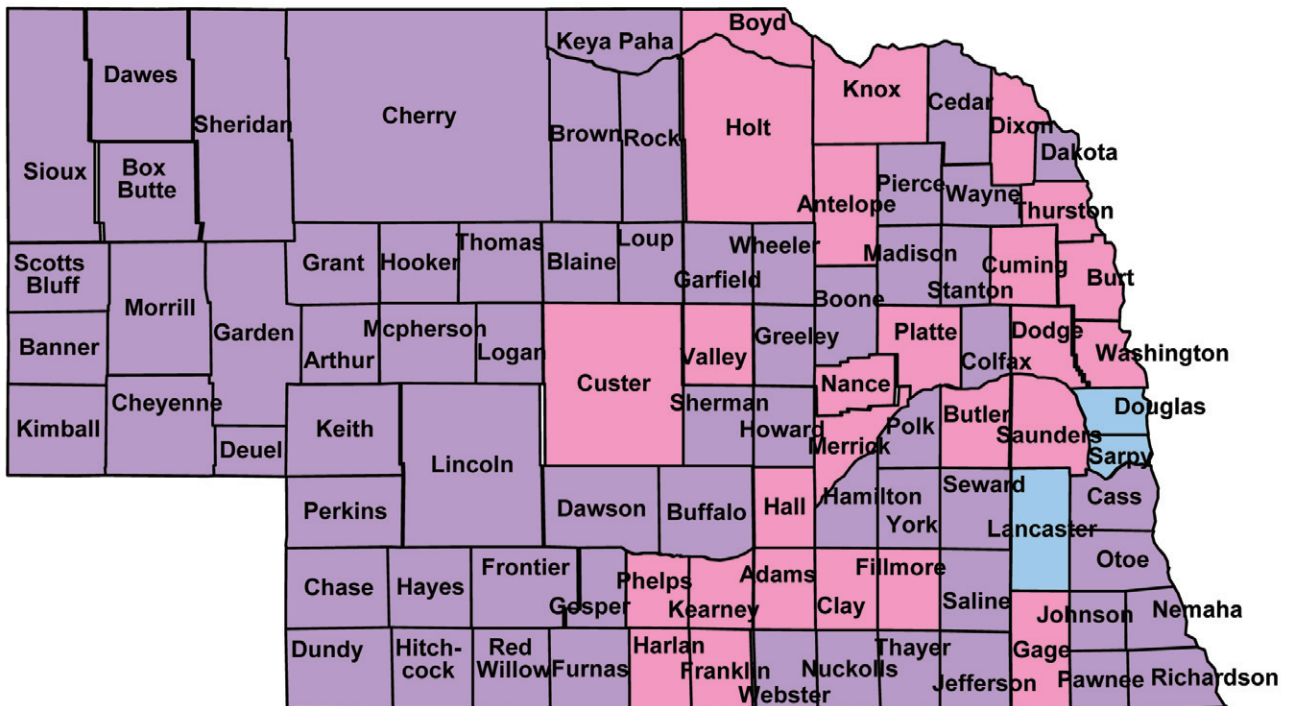 Boyd
Keya Paha
Dawes
Knox
Cedar
Cherry
Sheridan
Holt
Dixon
Brown
Rock
Dakota
Sioux
Box
Butte
Pierce
Wayne
Antelope
Thurston
Thomas
Loup
Wheeler
Grant
Hooker
Blaine
Madison
Cuming
Scotts
Bluff
Garfield
Stanton
Burt
Morrill
Boone
Garden
Mcpherson
Platte
Dodge
Banner
Arthur
Logan
Valley
Greeley
Colfax
Washington
Custer
Nance
Cheyenne
Sherman
Douglas
Kimball
Keith
Howard
Polk
Butler
Saunders
Merrick
Deuel
Lincoln
Sarpy
Seward
Perkins
Dawson
Buffalo
Hall
Hamilton
Cass
York
Lancaster
Chase
Hayes
Frontier
Phelps
Adams
Fillmore
Otoe
Gosper
Kearney
Clay
Saline
Johnson
Nemaha
Dundy
Hitch-
cock
Red
Willow
Furnas
Harlan
Franklin
Webster
Nuckolls
Thayer
Jefferson
Gage
Pawnee
Richardson